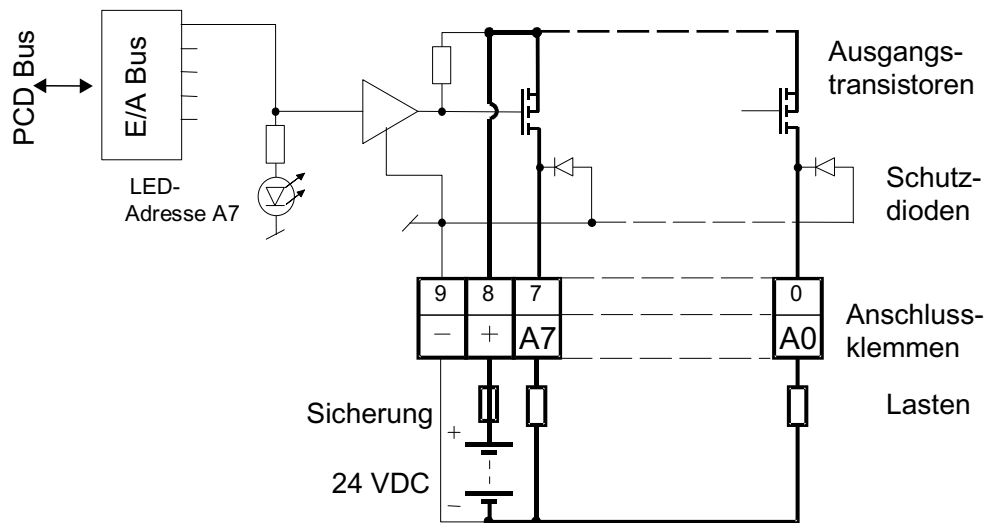 PCD Bus
E/A Bus
LED-
Adresse A7
Ausgangs-
transistoren
Schutz-
dioden
9 8 7 0
– + A7 A0
Anschluss-
klemmen
Sicherung
Lasten
+
24 VDC
–